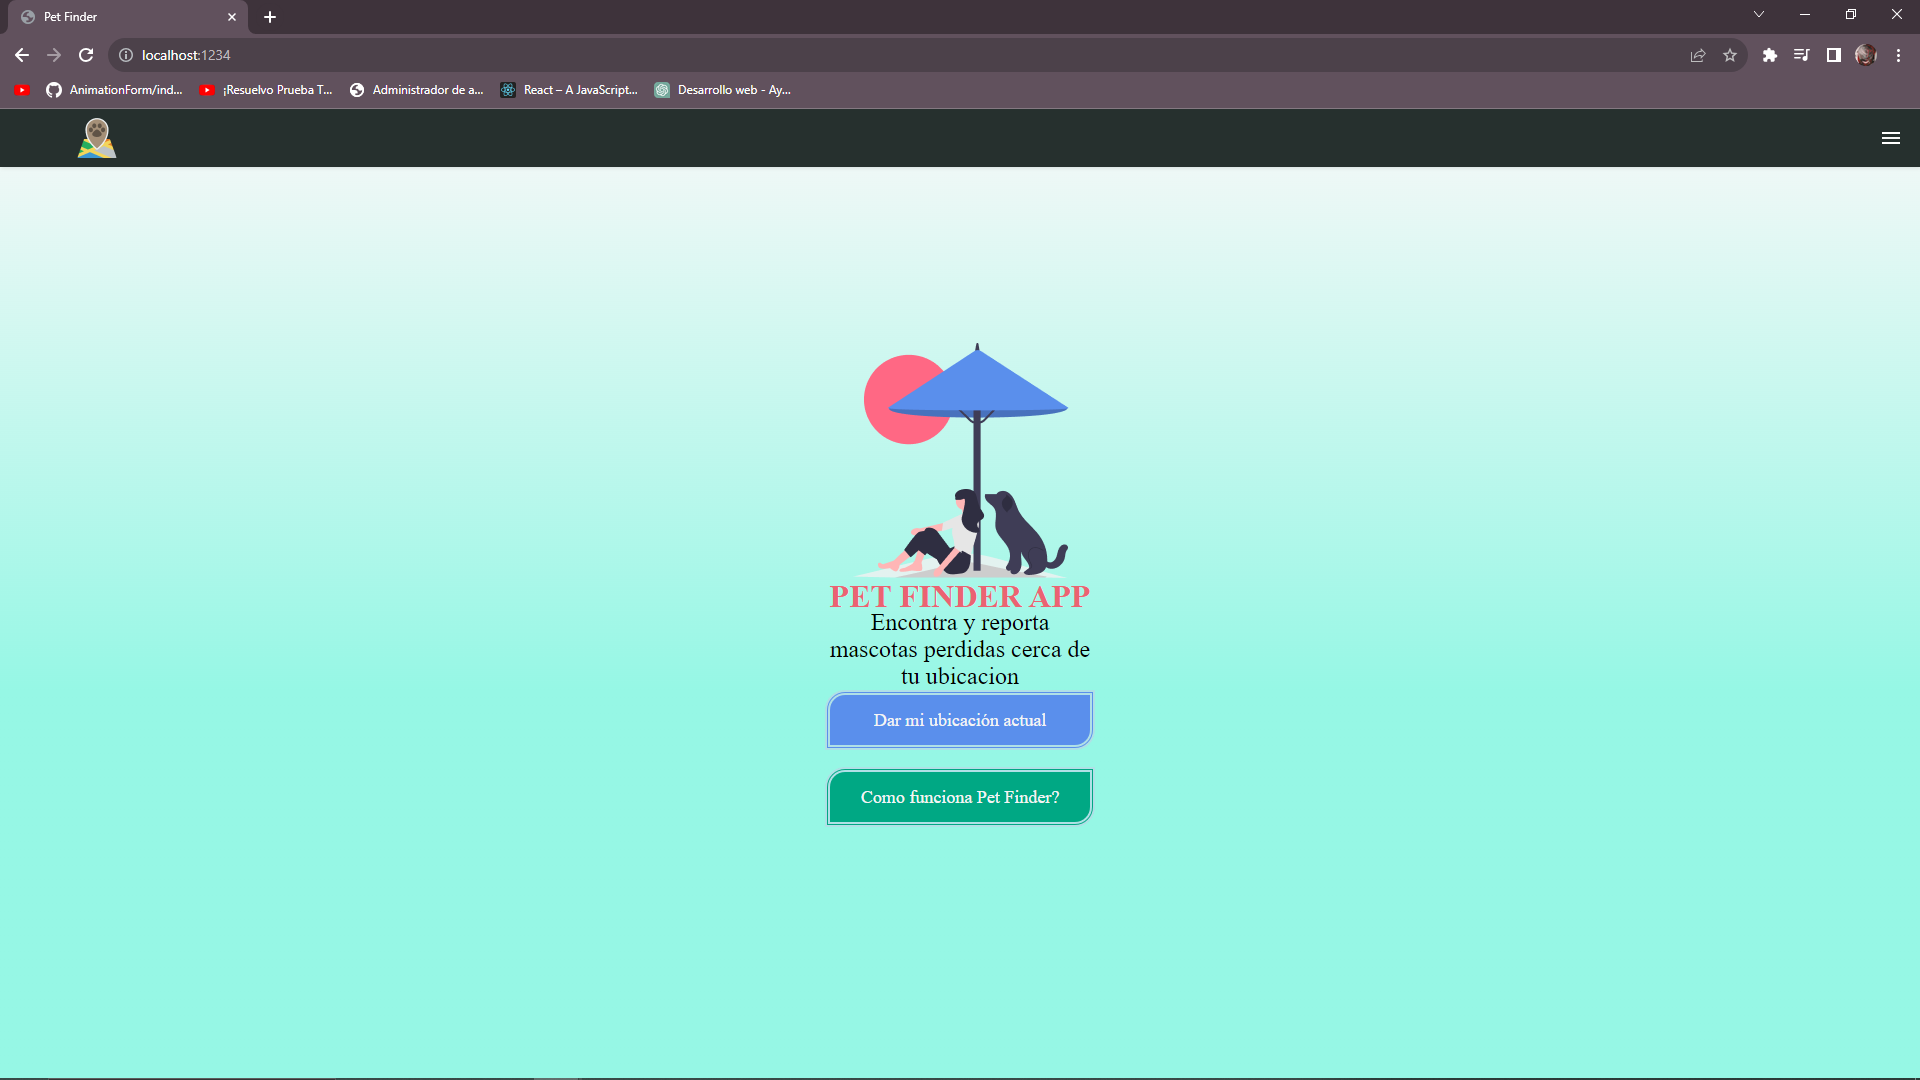 Pet Finder
localhost:1234
AnimationForm/ind...
¡Resuelvo Prueba T...
Administrador de a...
React – A JavaScript...
Desarrollo web - Ay...
PET FINDER APP
Encontra y reporta
mascotas perdidas cerca de
tu ubicacion
Dar mi ubicación actual
Como funciona Pet Finder?